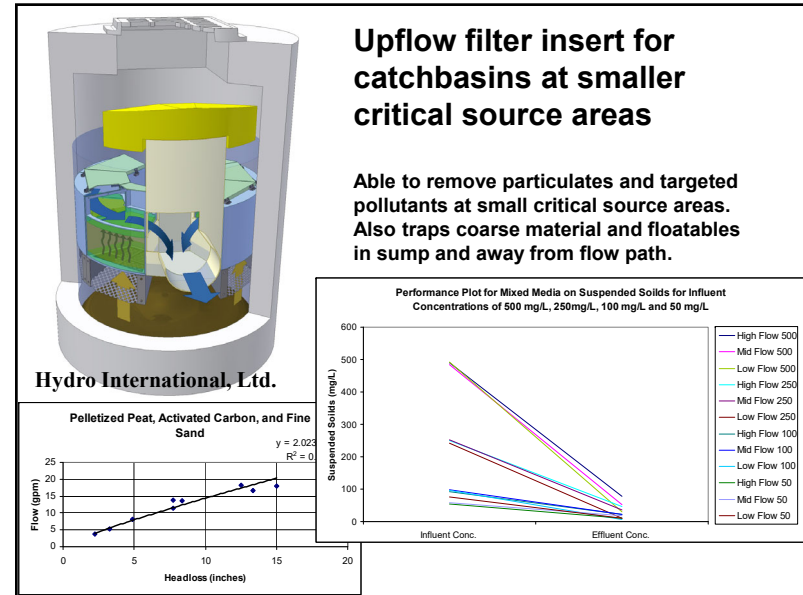 Upflow filter insert for
catchbasins at smaller
critical source areas
Able to remove particulates and targeted
pollutants at small critical source areas.
Also traps coarse material and floatables
in sump and away from flow path.
Hydro International, Ltd.
Pelletized Peat, Activated Carbon, and Fine
Sand
y = 2.023
R² = 0.
Flow (gpm)
25
20
15
10
5
0
0 5 10 15 20
Headloss (inches)
Performance Plot for Mixed Media on Suspended Soilds for Influent
Concentrations of 500 mg/L, 250mg/L, 100 mg/L and 50 mg/L
Suspended Soilds (mg/L)
600
500
400
300
200
100
0
Influent Conc. Effluent Conc.
High Flow 500
Mid Flow 500
Low Flow 500
High Flow 250
Mid Flow 250
Low Flow 250
High Flow 100
Mid Flow 100
Low Flow 100
High Flow 50
Mid Flow 50
Low Flow 50